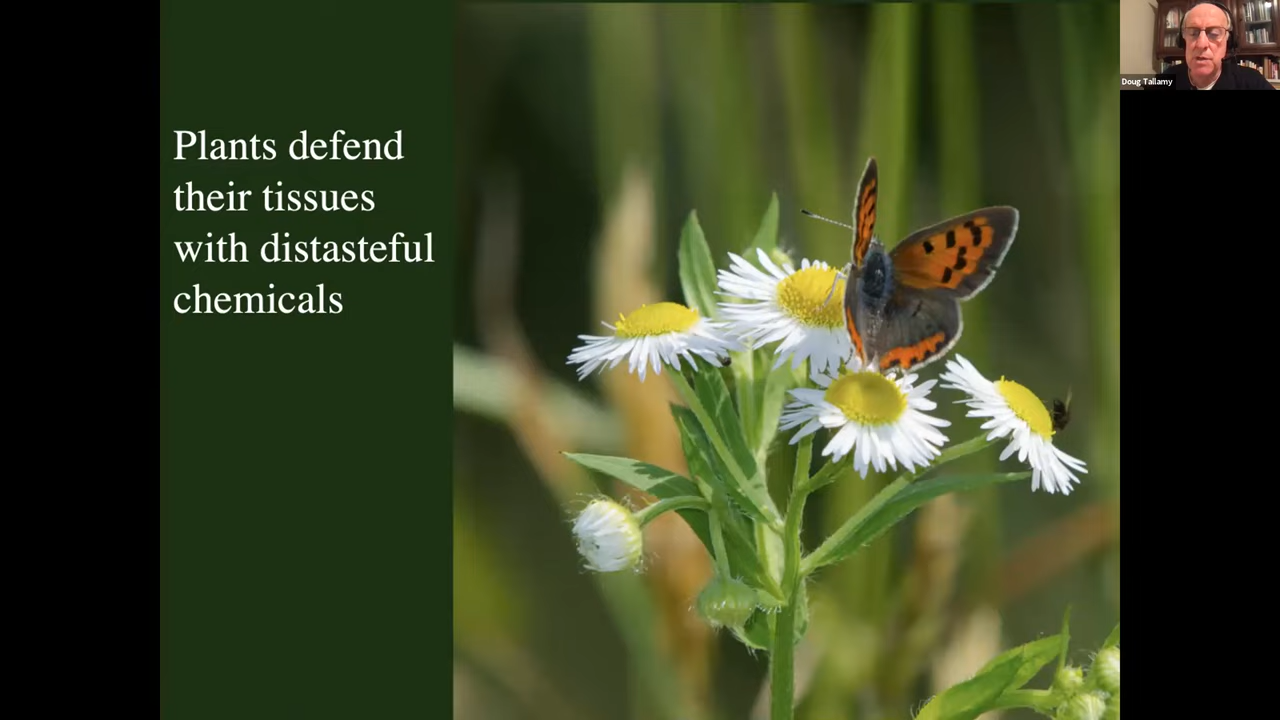 Plants defend
their tissues
with distasteful
chemicals
Doug Tallamy